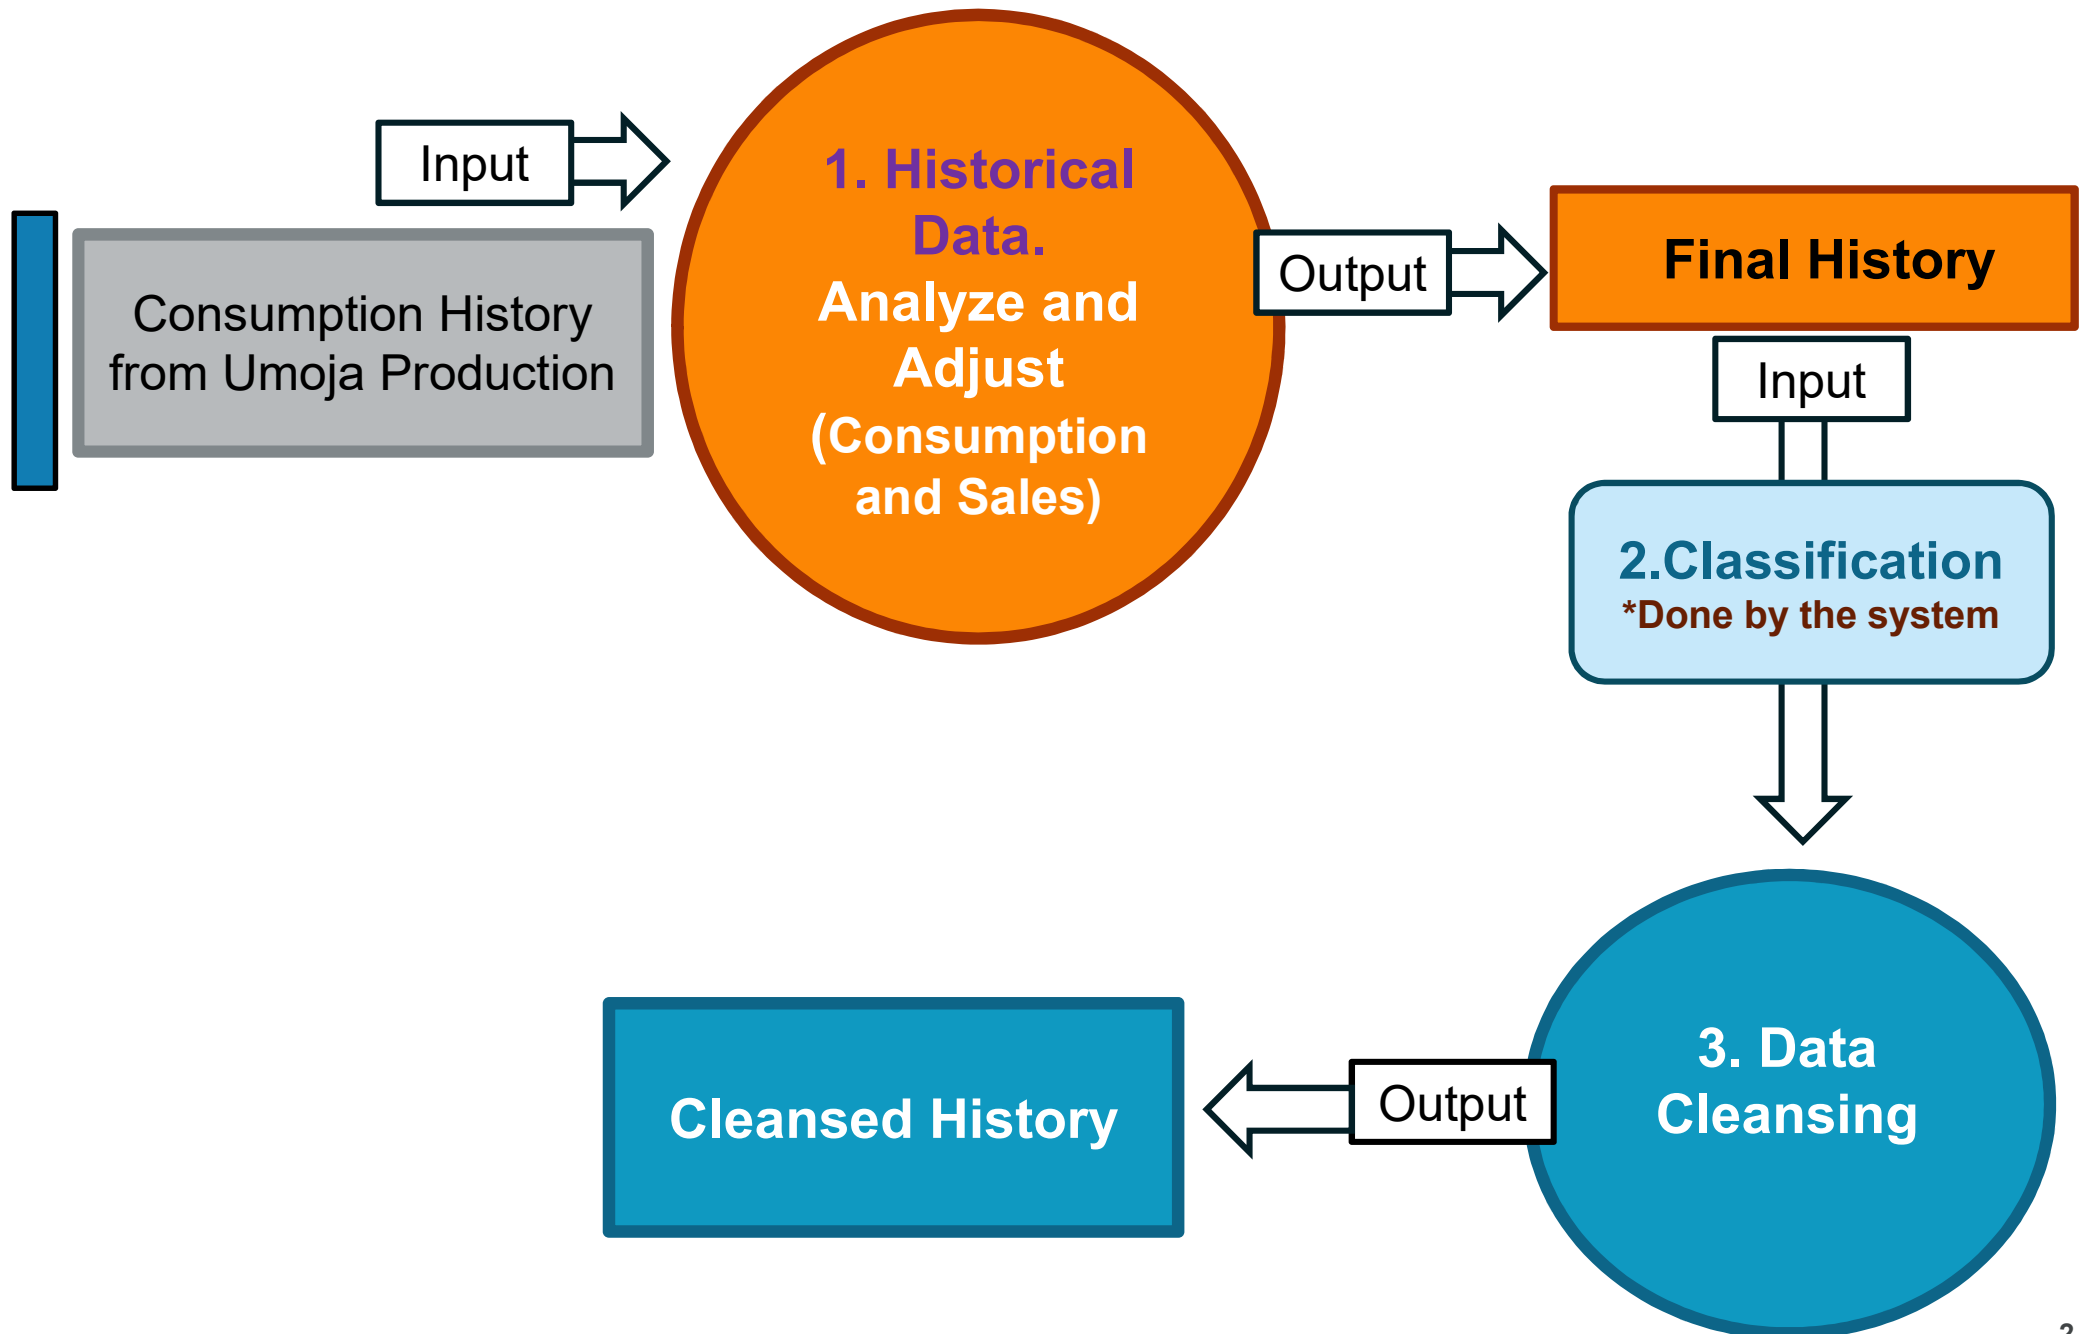 Input
Consumption History
from Umoja Production
1. Historical
Data.
Analyze and
Adjust
(Consumption
and Sales)
Output
Final History
Input
2.Classification
*Done by the system
3. Data
Cleansing
Output
Cleansed History